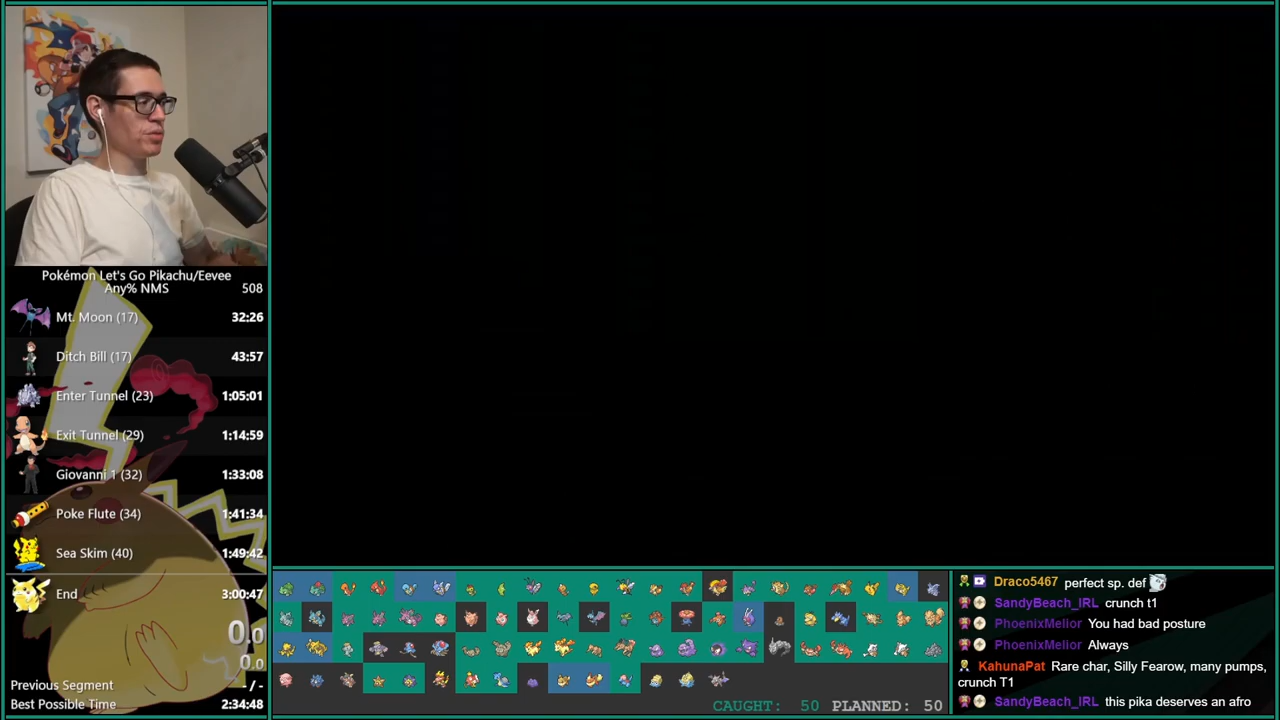 Pokémon Let's Go Pikachu/Eevee
Any% NMS 508
Mt. Moon (17) 32:26
Ditch Bill (17) 43:57
Enter Tunnel (23) 1:05:01
Exit Tunnel (29) 1:14:59
Giovanni 1 (32) 1:33:08
Poke Flute (34) 1:41:34
Sea Skim (40) 1:49:42
End 3:00:47
0.0
0.0
Previous Segment - / -
Best Possible Time 2:34:48
CAUGHT: 50 PLANNED: 50
Draco5467 perfect sp. def
SandyBeach_IRL crunch t1
PhoenixMelior You had bad posture
PhoenixMelior Always
KahunaPat Rare char, Silly Fearow, many pumps,
crunch T1
SandyBeach_IRL this pika deserves an afro